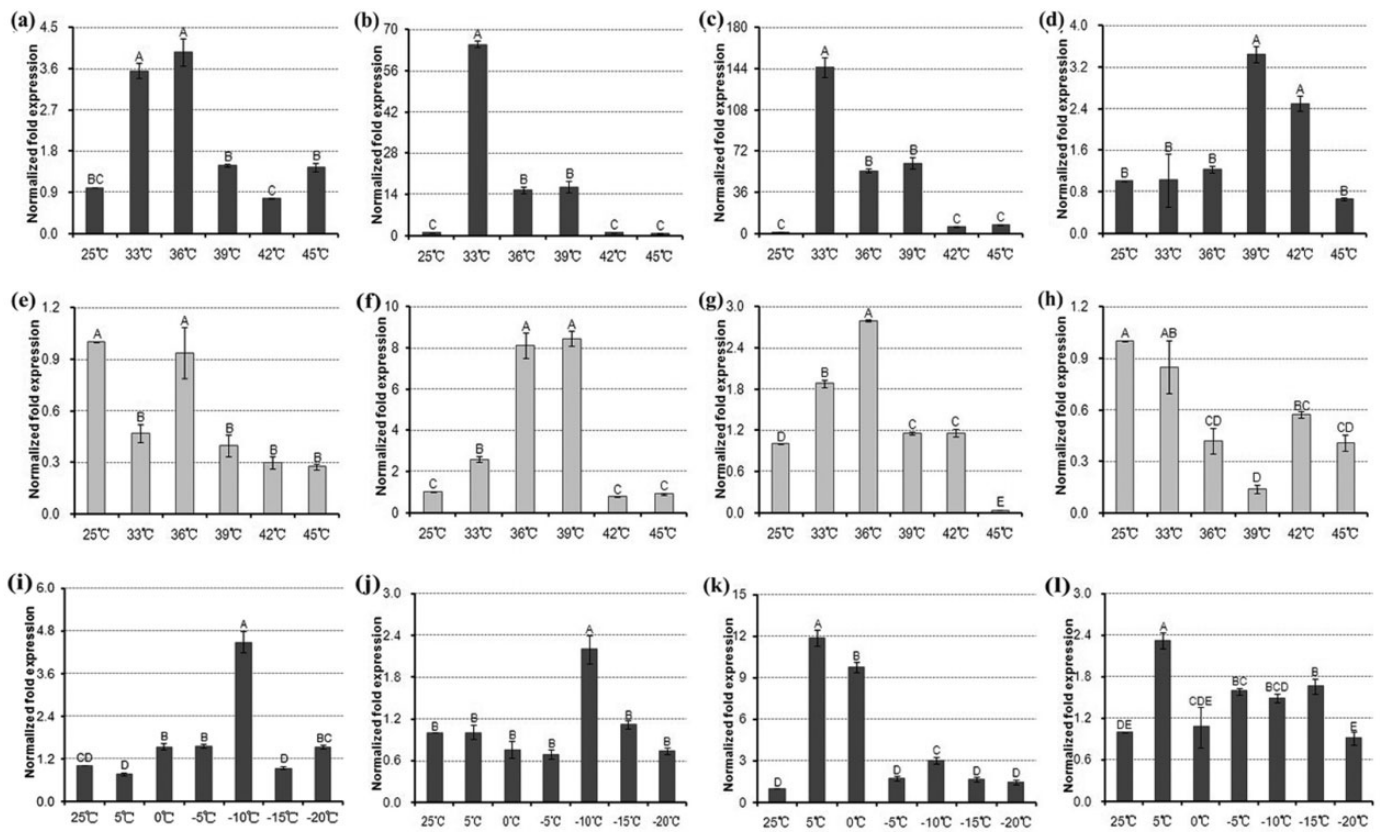 (a)
Normalized fold expression
4.5
3.6
2.7
1.8
0.9
0.0
BC
A
A
B
C
B
25℃ 33℃ 36℃ 39℃ 42℃ 45℃
(b)
Normalized fold expression
70
56
42
28
14
0
C
A
B
B
C
C
25℃ 33℃ 36℃ 39℃ 42℃ 45℃
(c)
Normalized fold expression
180
144
108
72
36
0
C
A
B
B
C
C
25℃ 33℃ 36℃ 39℃ 42℃ 45℃
(d)
Normalized fold expression
4.0
3.2
2.4
1.6
0.8
0.0
B
B
B
A
A
B
25℃ 33℃ 36℃ 39℃ 42℃ 45℃
(e)
Normalized fold expression
1.2
0.9
0.6
0.3
0.0
A
B
A
B
B
B
25℃ 33℃ 36℃ 39℃ 42℃ 45℃
(f)
Normalized fold expression
10
8
6
4
2
0
C
B
A
A
C
C
25℃ 33℃ 36℃ 39℃ 42℃ 45℃
(g)
Normalized fold expression
3.0
2.4
1.8
1.2
0.6
0.0
D
B
A
C
C
E
25℃ 33℃ 36℃ 39℃ 42℃ 45℃
(h)
Normalized fold expression
1.2
0.9
0.6
0.3
0.0
A
AB
CD
D
BC
CD
25℃ 33℃ 36℃ 39℃ 42℃ 45℃
(i)
Normalized fold expression
6.0
4.8
3.6
2.4
1.2
0.0
CD
D
B
B
A
D
BC
25℃ 5℃ 0℃ -5℃ -10℃ -15℃ -20℃
(j)
Normalized fold expression
3.0
2.4
1.8
1.2
0.6
0.0
B
B
B
B
A
B
B
25℃ 5℃ 0℃ -5℃ -10℃ -15℃ -20℃
(k)
Normalized fold expression
15
12
9
6
3
0
D
A
B
D
C
D
D
25℃ 5℃ 0℃ -5℃ -10℃ -15℃ -20℃
(l)
Normalized fold expression
3.0
2.4
1.8
1.2
0.6
0.0
DE
A
CDE
BC
BCD
B
E
25℃ 5℃ 0℃ -5℃ -10℃ -15℃ -20℃